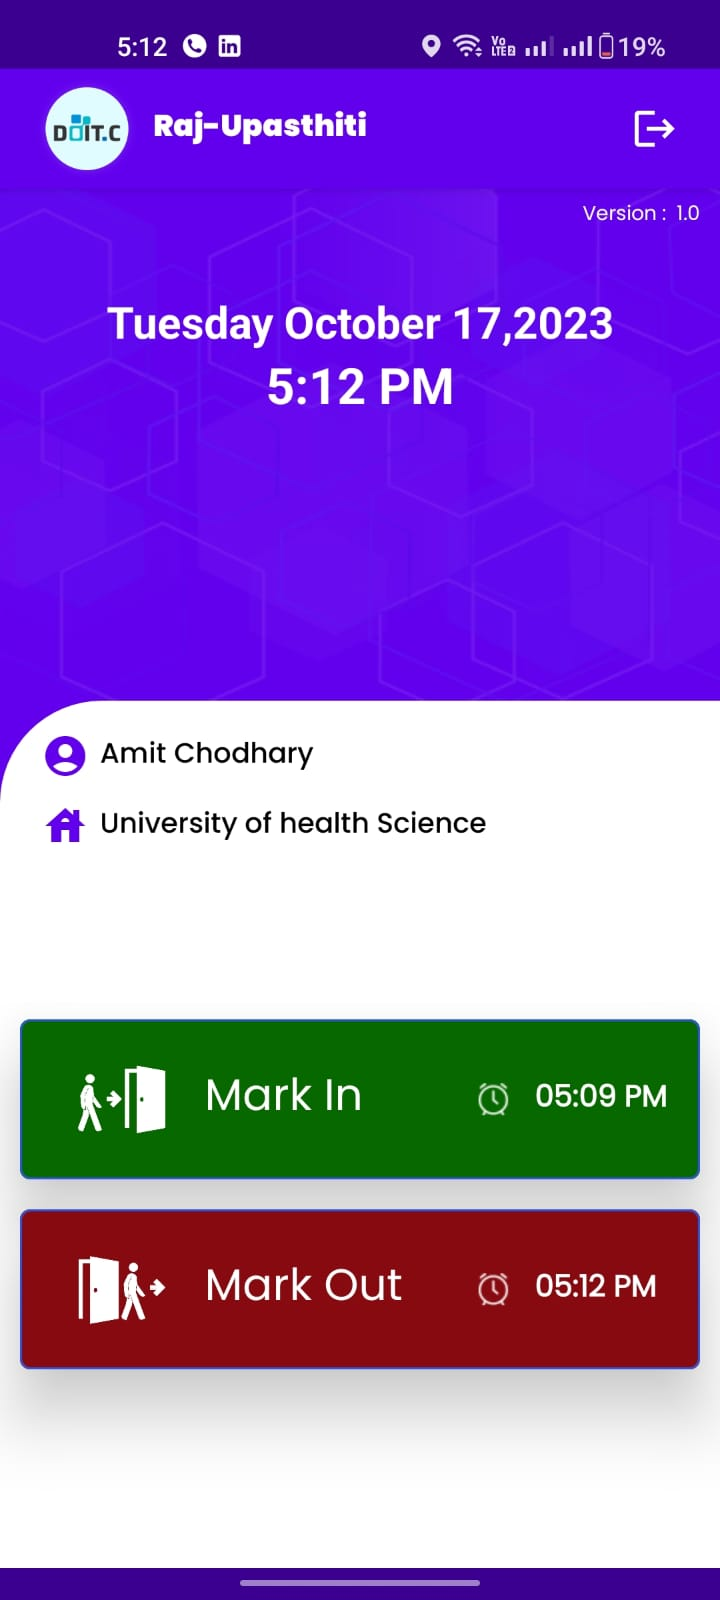 5:12 19%
DOIT.C Raj-Upasthiti
Version : 1.0
Tuesday October 17,2023
5:12 PM
Amit Chodhary
University of health Science
Mark In 05:09 PM
Mark Out 05:12 PM